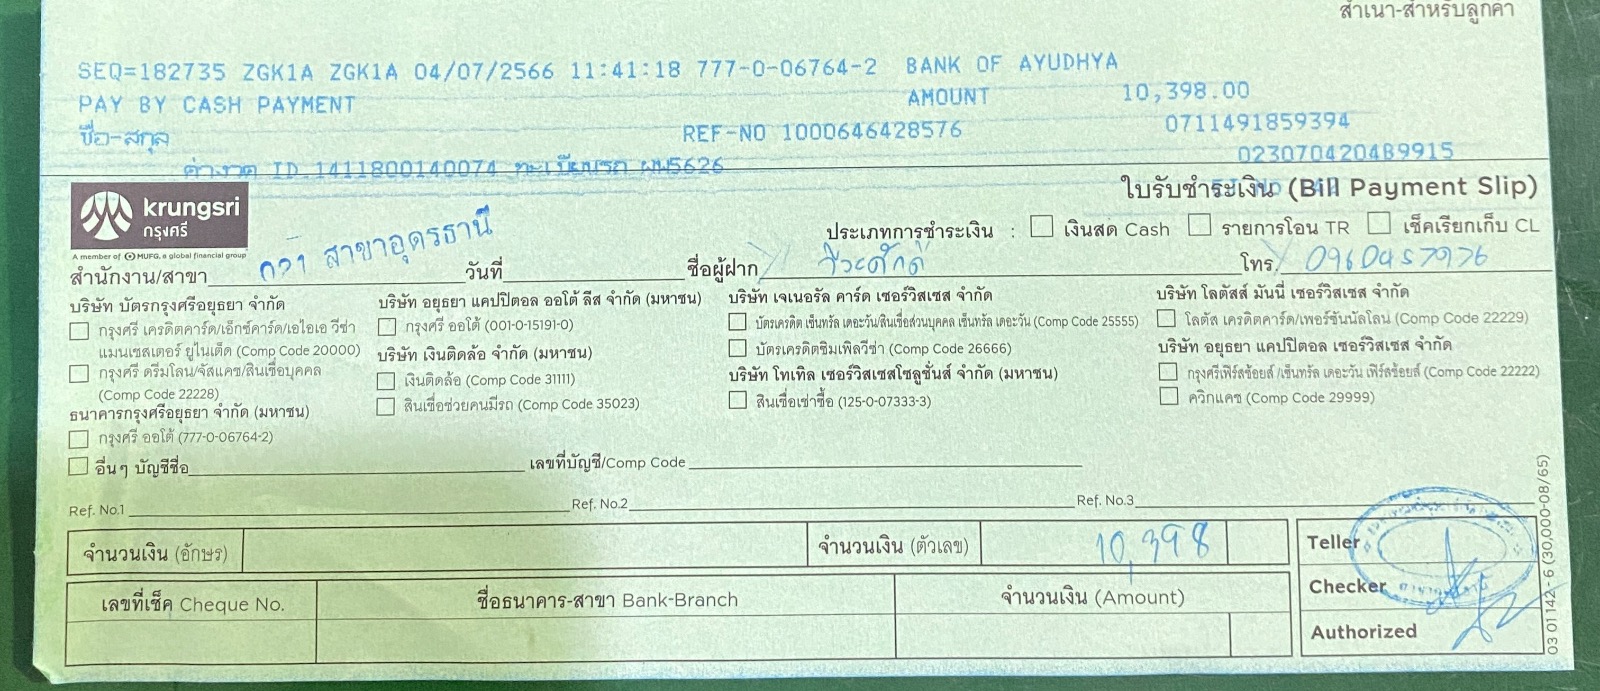 สำเนา-สำหรับลูกค้า
SEQ=182735 ZGK1A ZGK1A 04/07/2566 11:41:18 777-0-06764-2 BANK OF AYUDHYA
PAY BY CASH PAYMENT AMOUNT 10,398.00
ชื่อ-สกุล REF-NO 1000646428576 0711491859394
ค่างวด ID 1411800140074 ทะเบียนรถ ผผ5626 0230704204B9915
krungsri
กรุงศรี
A member of MUFG, a global financial group
ใบรับชำระเงิน (Bill Payment Slip)
ประเภทการชำระเงิน : เงินสด Cash รายการโอน TR เช็คเรียกเก็บ CL
สำนักงาน/สาขา สาขาอุดรธานี วันที่ ชื่อผู้ฝาก วีระศักดิ์ โทร. 0960457976
บริษัท บัตรกรุงศรีอยุธยา จำกัด
กรุงศรี เครดิตคาร์ด/เอ็กซ์คาร์ด/เอไอเอ วีซ่า
แมนเชสเตอร์ ยูไนเต็ด (Comp Code 20000)
กรุงศรี ดรีมโลน/จัสแคช/สินเชื่อบุคคล
(Comp Code 22228)
ธนาคารกรุงศรีอยุธยา จำกัด (มหาชน)
กรุงศรี ออโต้ (777-0-06764-2)
บริษัท อยุธยา แคปปิตอล ออโต้ ลีส จำกัด (มหาชน)
กรุงศรี ออโต้ (001-0-15191-0)
บริษัท เงินติดล้อ จำกัด (มหาชน)
เงินติดล้อ (Comp Code 31111)
สินเชื่อช่วยคนมีรถ (Comp Code 35023)
บริษัท เจเนอรัล คาร์ด เซอร์วิสเซส จำกัด
บัตรเครดิต เซ็นทรัล เดอะวัน/สินเชื่อส่วนบุคคล เซ็นทรัล เดอะวัน (Comp Code 25555)
บัตรเครดิตซิมเพิลวีซ่า (Comp Code 26666)
บริษัท โทเทิล เซอร์วิสเซสโซลูชั่นส์ จำกัด (มหาชน)
สินเชื่อเช่าซื้อ (125-0-07333-3)
บริษัท โลตัสส์ มันนี่ เซอร์วิสเซส จำกัด
โลตัส เครดิตคาร์ด/เพอร์ซันนัลโลน (Comp Code 22229)
บริษัท อยุธยา แคปปิตอล เซอร์วิสเซส จำกัด
กรุงศรีเฟิร์สช้อยส์/เซ็นทรัล เดอะวัน เฟิร์สช้อยส์ (Comp Code 22222)
ควิกแคช (Comp Code 29999)
อื่นๆ บัญชีชื่อ เลขที่บัญชี/Comp Code
Ref. No.1 Ref. No.2 Ref. No.3
จำนวนเงิน (อักษร) จำนวนเงิน (ตัวเลข) 10,398
เลขที่เช็ค Cheque No. ชื่อธนาคาร-สาขา Bank-Branch จำนวนเงิน (Amount)
Teller
Checker
Authorized
03 01 142-6 (30,000-08/65)